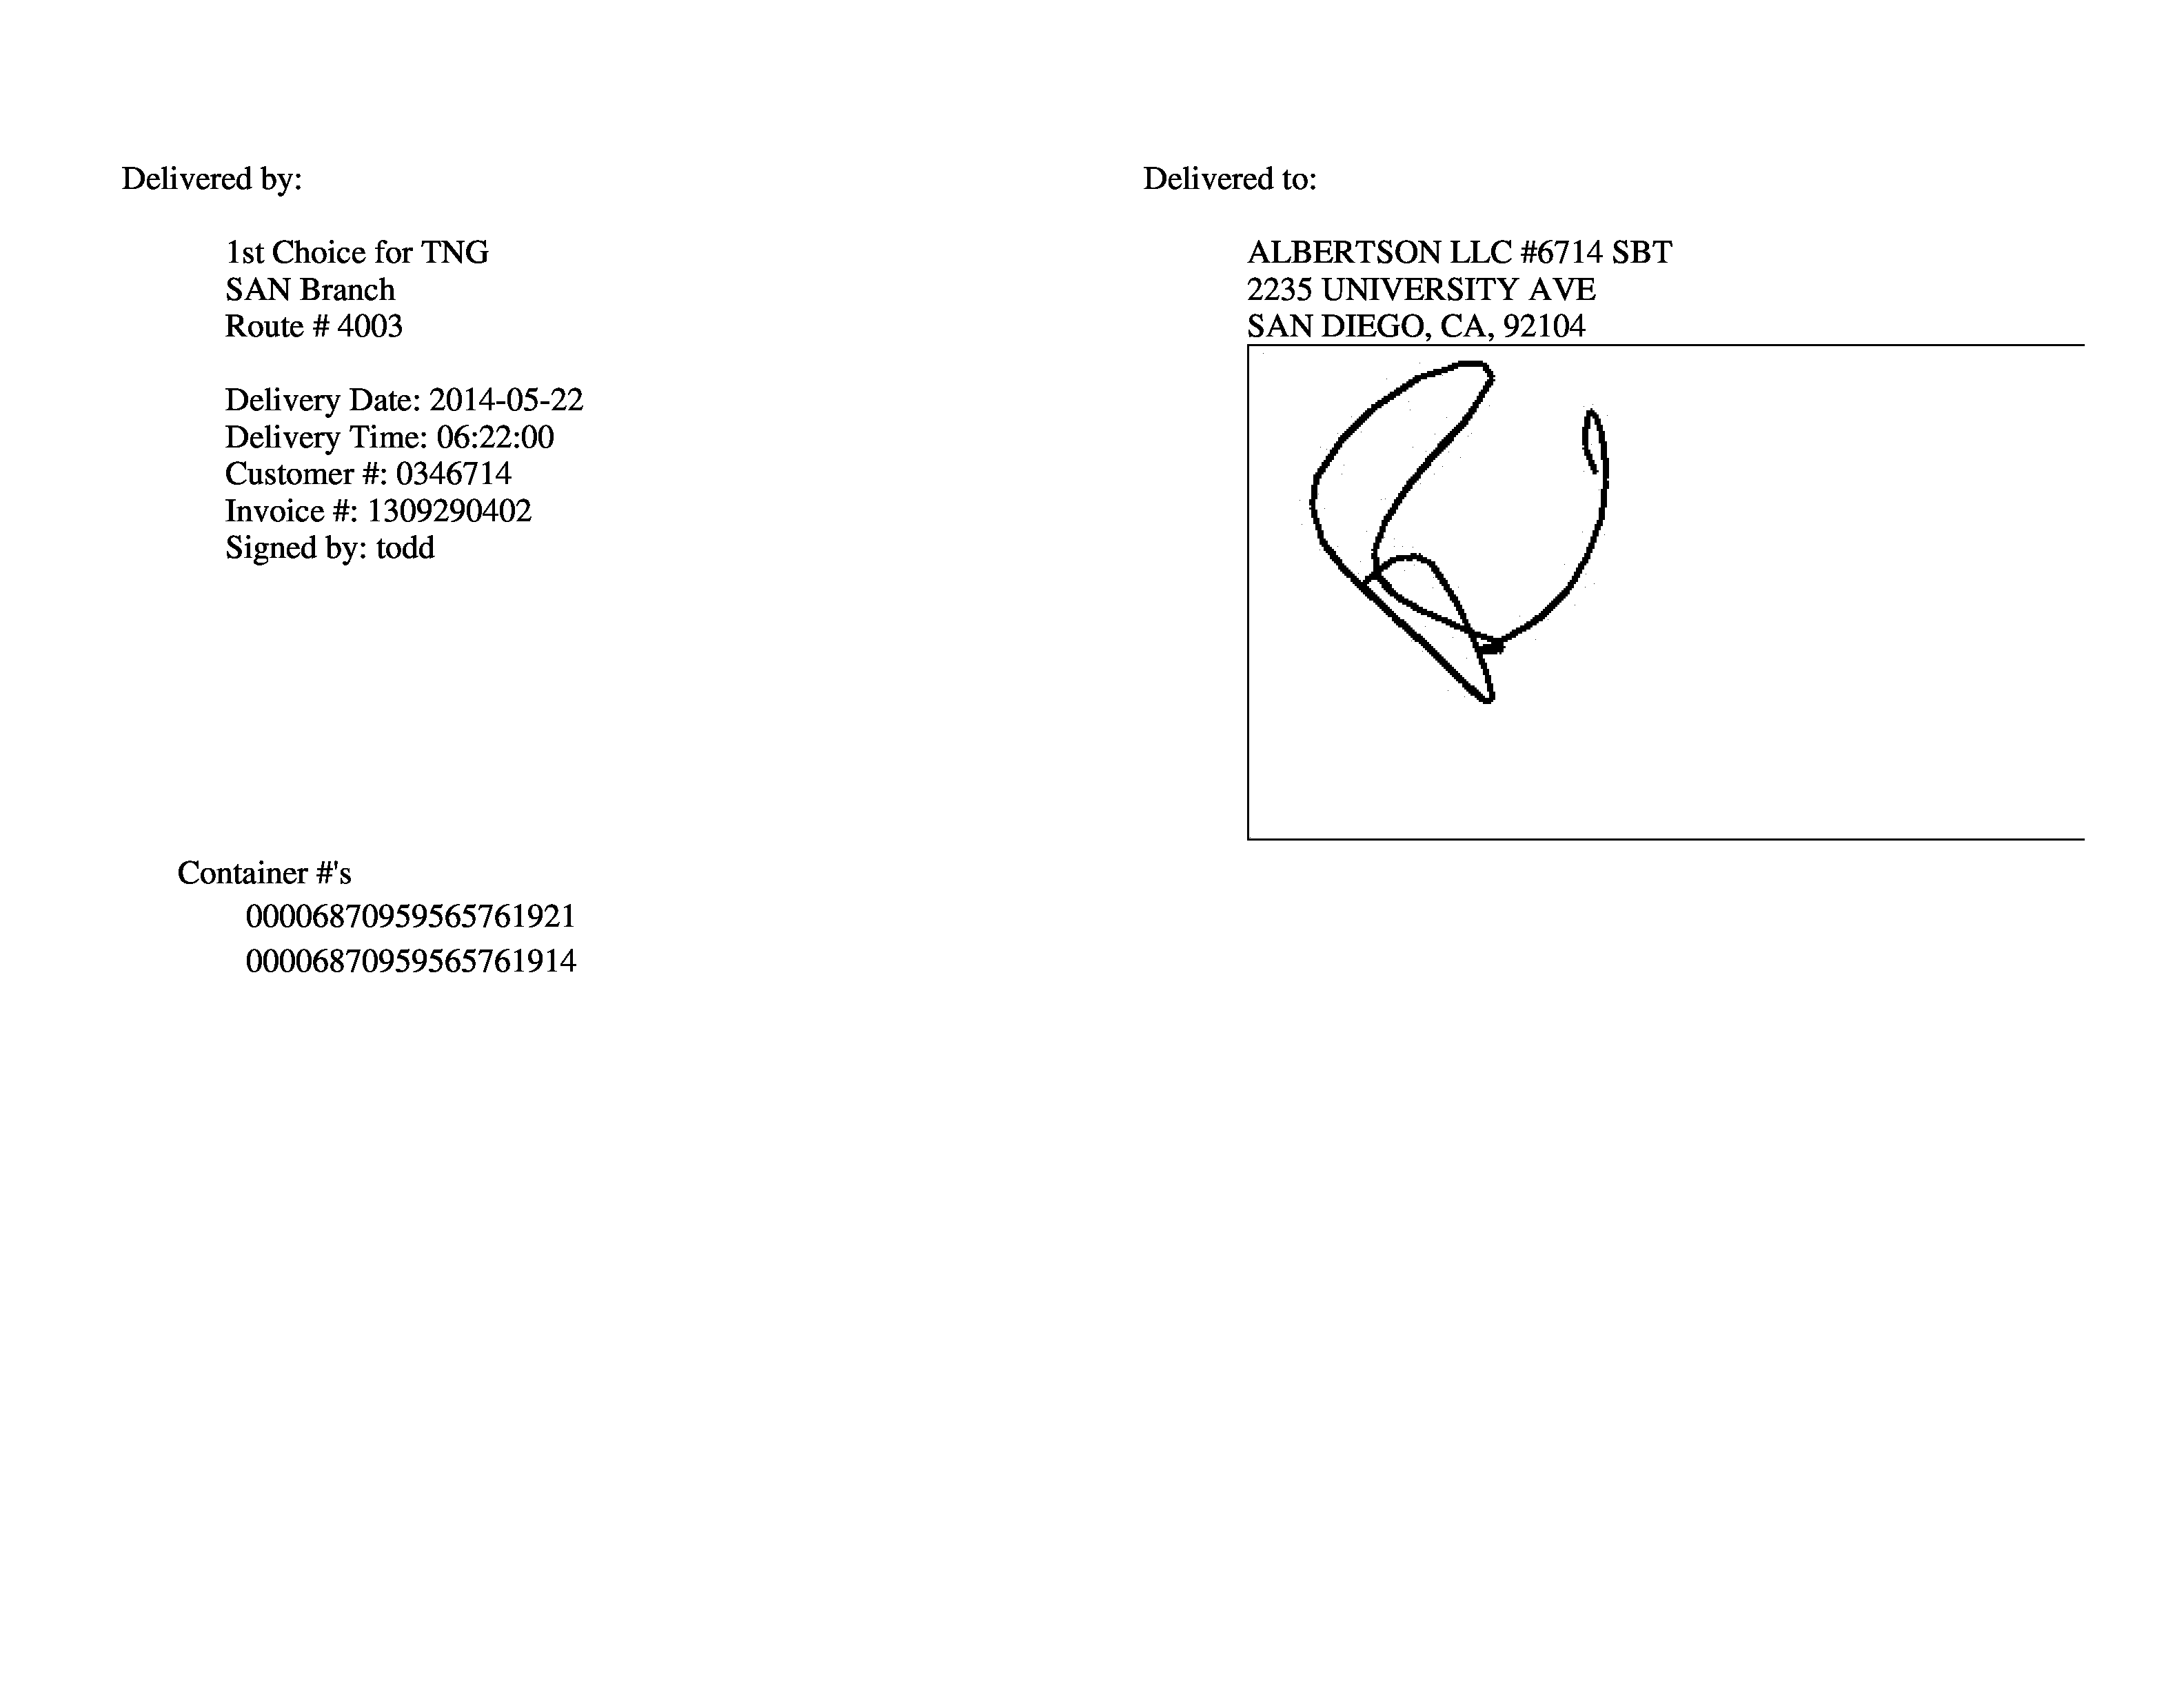 Delivered by:
1st Choice for TNG
SAN Branch
Route # 4003
Delivery Date: 2014-05-22
Delivery Time: 06:22:00
Customer #: 0346714
Invoice #: 1309290402
Signed by: todd
Delivered to:
ALBERTSON LLC #6714 SBT
2235 UNIVERSITY AVE
SAN DIEGO, CA, 92104
Container #'s
00006870959565761921
00006870959565761914